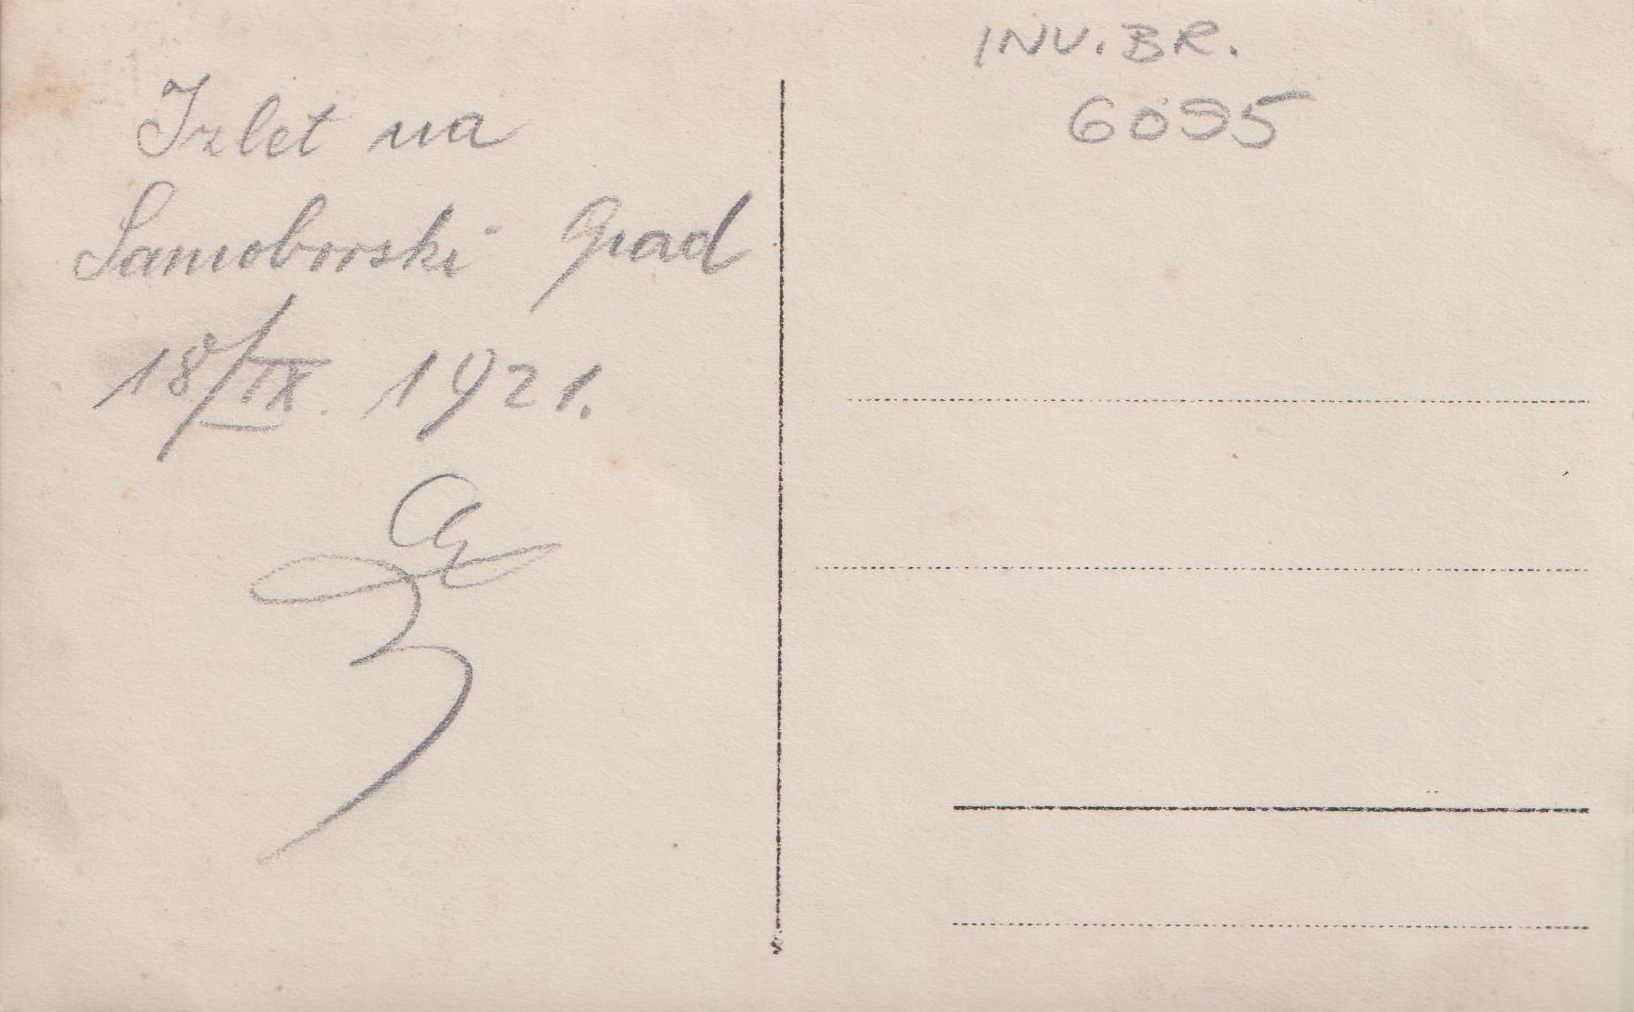 Izlet na
Samoborski Grad
18/IX. 1921.
INV. BR.
6095